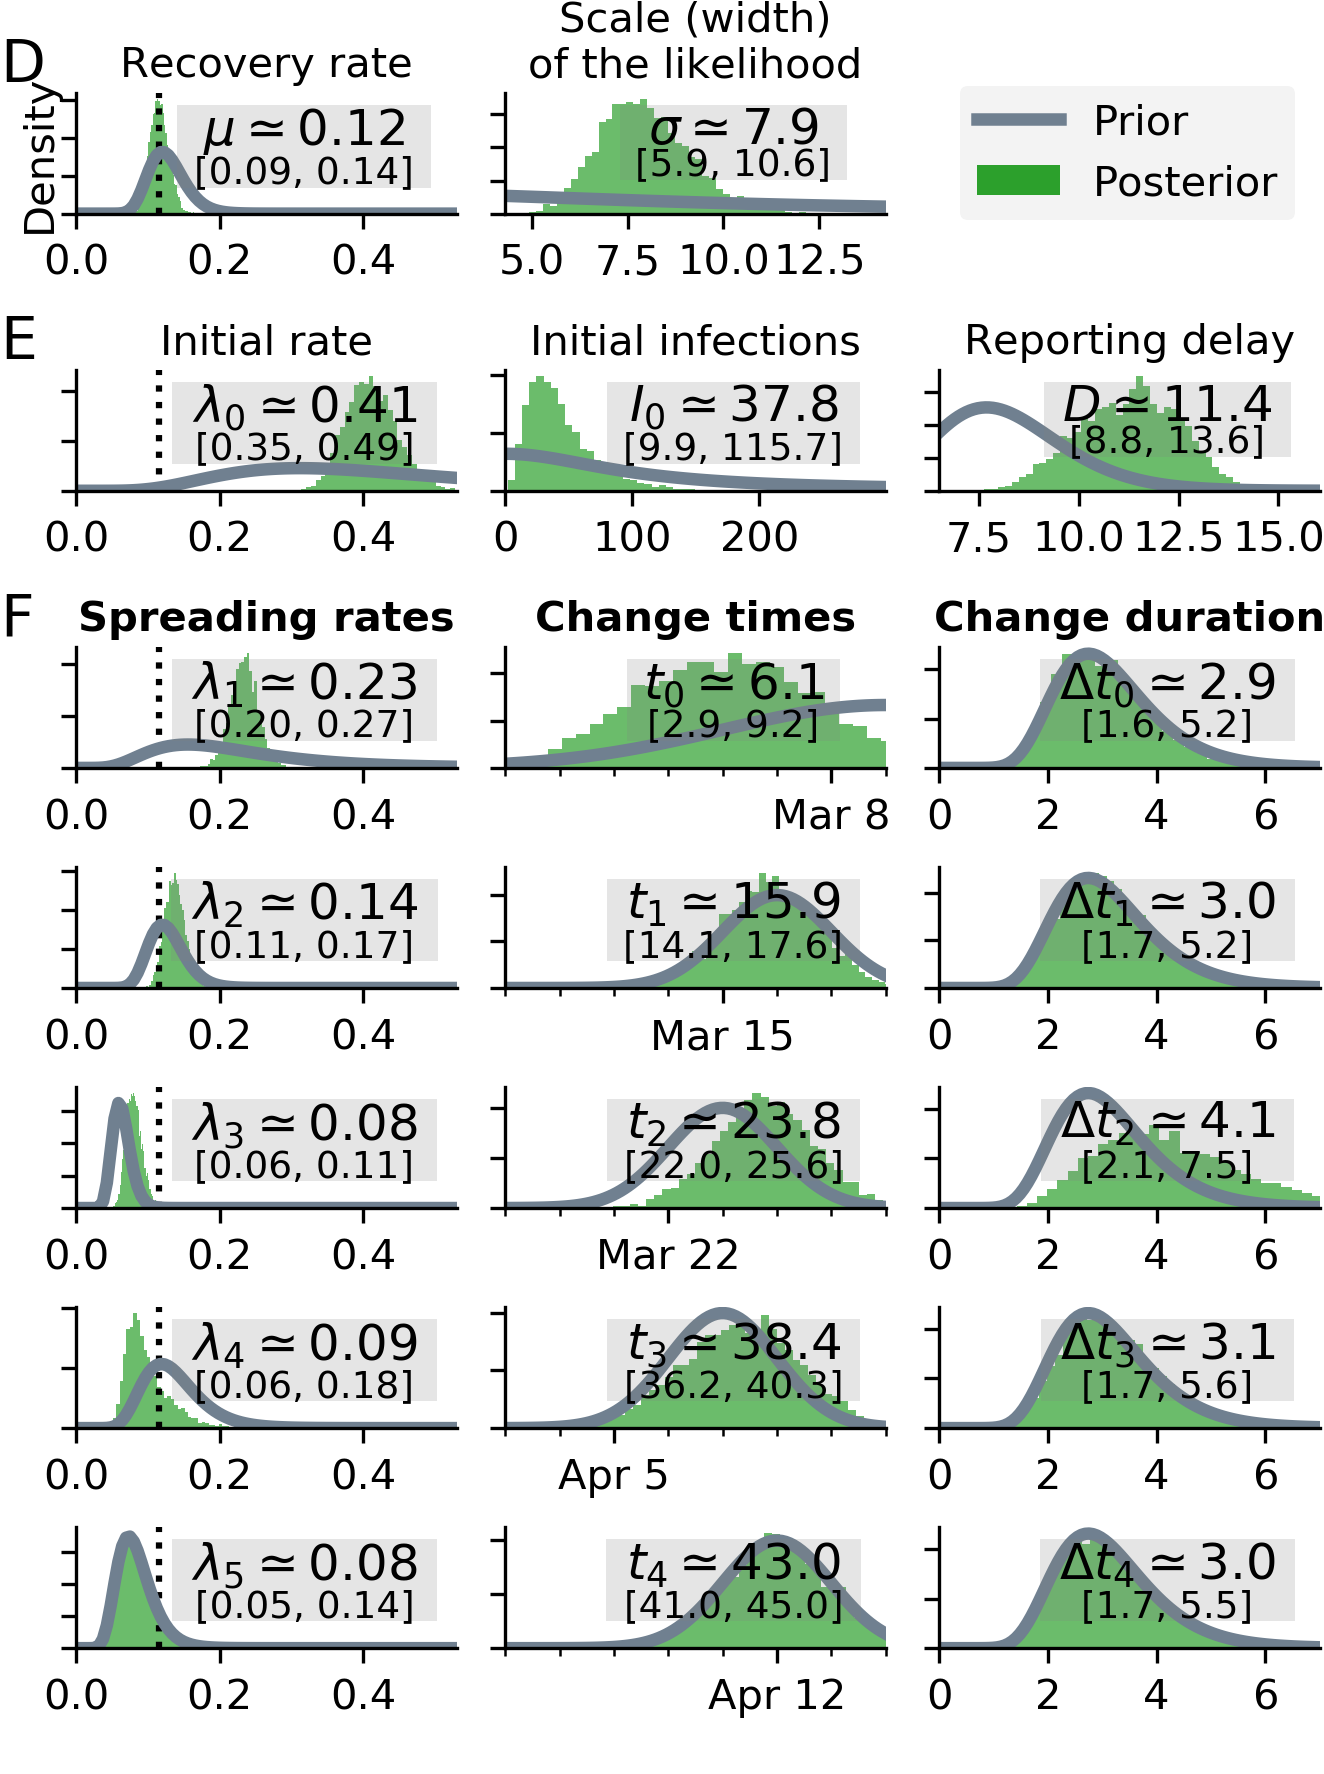 D
Recovery rate
Scale (width)
of the likelihood
Density
μ ≃ 0.12
[0.09, 0.14]
0.0 0.2 0.4
σ ≃ 7.9
[5.9, 10.6]
5.0 7.5 10.0 12.5
Prior
Posterior
E
Initial rate
λ0 ≃ 0.41
[0.35, 0.49]
0.0 0.2 0.4
Initial infections
I0 ≃ 37.8
[9.9, 115.7]
0 100 200
Reporting delay
D ≃ 11.4
[8.8, 13.6]
7.5 10.0 12.5 15.0
F
Spreading rates
Change times
Change duration
λ1 ≃ 0.23
[0.20, 0.27]
0.0 0.2 0.4
t0 ≃ 6.1
[2.9, 9.2]
Mar 8
Δt0 ≃ 2.9
[1.6, 5.2]
0 2 4 6
λ2 ≃ 0.14
[0.11, 0.17]
0.0 0.2 0.4
t1 ≃ 15.9
[14.1, 17.6]
Mar 15
Δt1 ≃ 3.0
[1.7, 5.2]
0 2 4 6
λ3 ≃ 0.08
[0.06, 0.11]
0.0 0.2 0.4
t2 ≃ 23.8
[22.0, 25.6]
Mar 22
Δt2 ≃ 4.1
[2.1, 7.5]
0 2 4 6
λ4 ≃ 0.09
[0.06, 0.18]
0.0 0.2 0.4
t3 ≃ 38.4
[36.2, 40.3]
Apr 5
Δt3 ≃ 3.1
[1.7, 5.6]
0 2 4 6
λ5 ≃ 0.08
[0.05, 0.14]
0.0 0.2 0.4
t4 ≃ 43.0
[41.0, 45.0]
Apr 12
Δt4 ≃ 3.0
[1.7, 5.5]
0 2 4 6